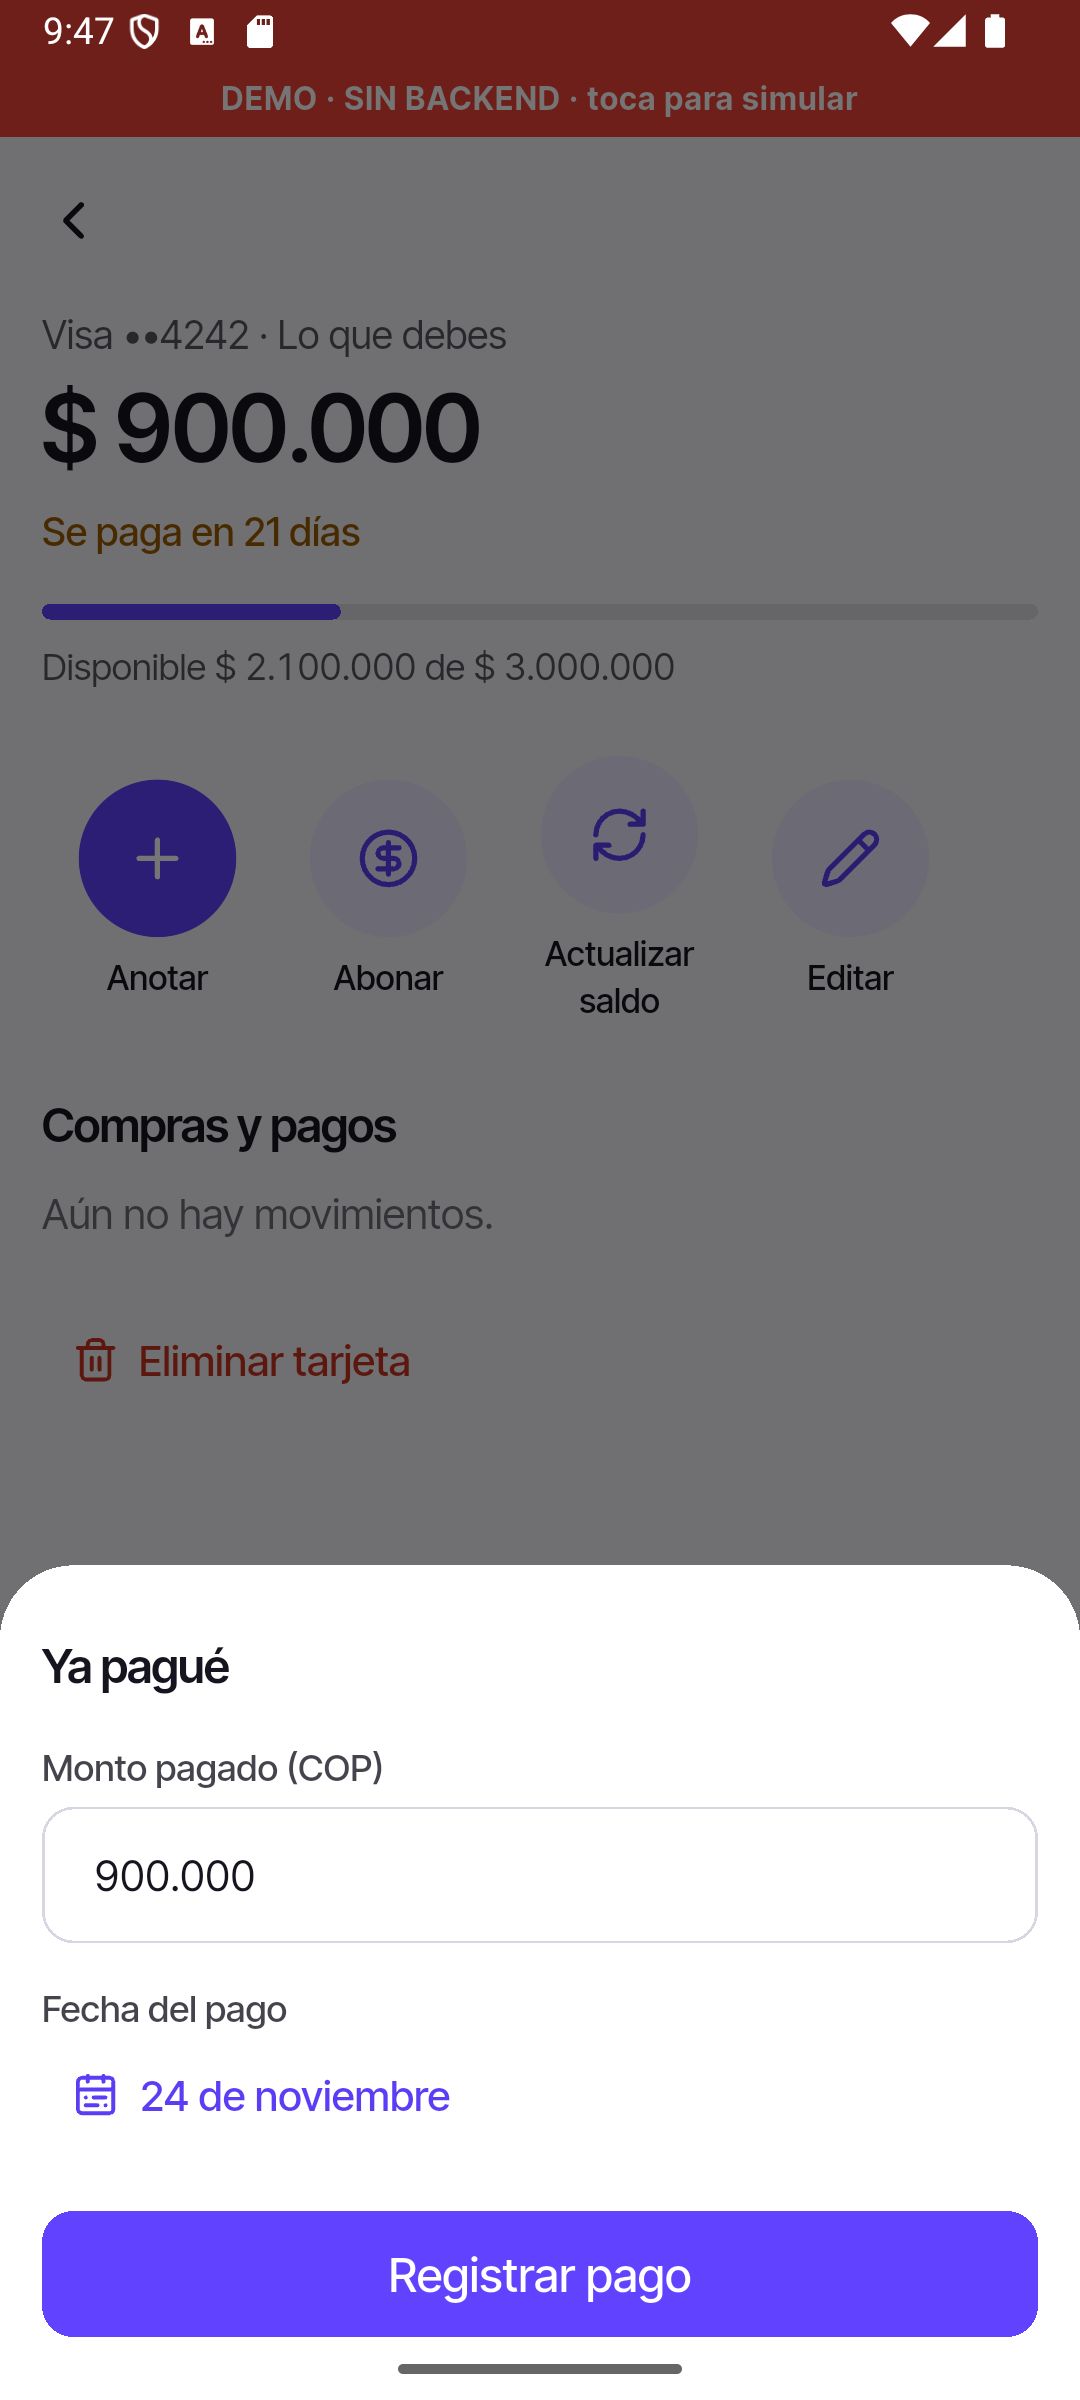 9:47
DEMO · SIN BACKEND · toca para simular
Visa ••4242 · Lo que debes
$ 900.000
Se paga en 21 días
Disponible $ 2.100.000 de $ 3.000.000
Anotar
Abonar
Actualizar
saldo
Editar
Compras y pagos
Aún no hay movimientos.
Eliminar tarjeta
Ya pagué
Monto pagado (COP)
900.000
Fecha del pago
24 de noviembre
Registrar pago